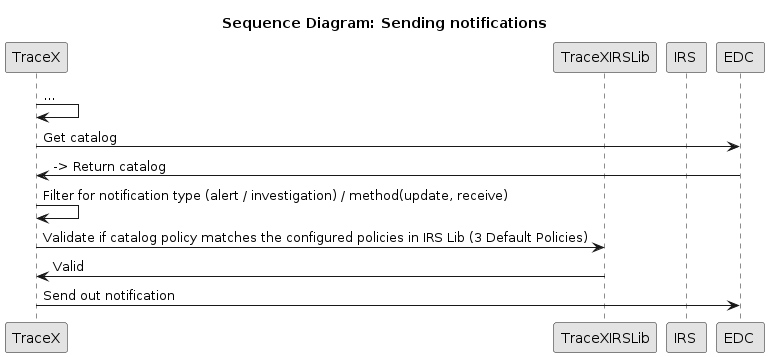 Sequence Diagram: Sending notifications
TraceX TraceXIRSLib IRS EDC
...
Get catalog
-> Return catalog
Filter for notification type (alert / investigation) / method(update, receive)
Validate if catalog policy matches the configured policies in IRS Lib (3 Default Policies)
Valid
Send out notification
TraceX TraceXIRSLib IRS EDC